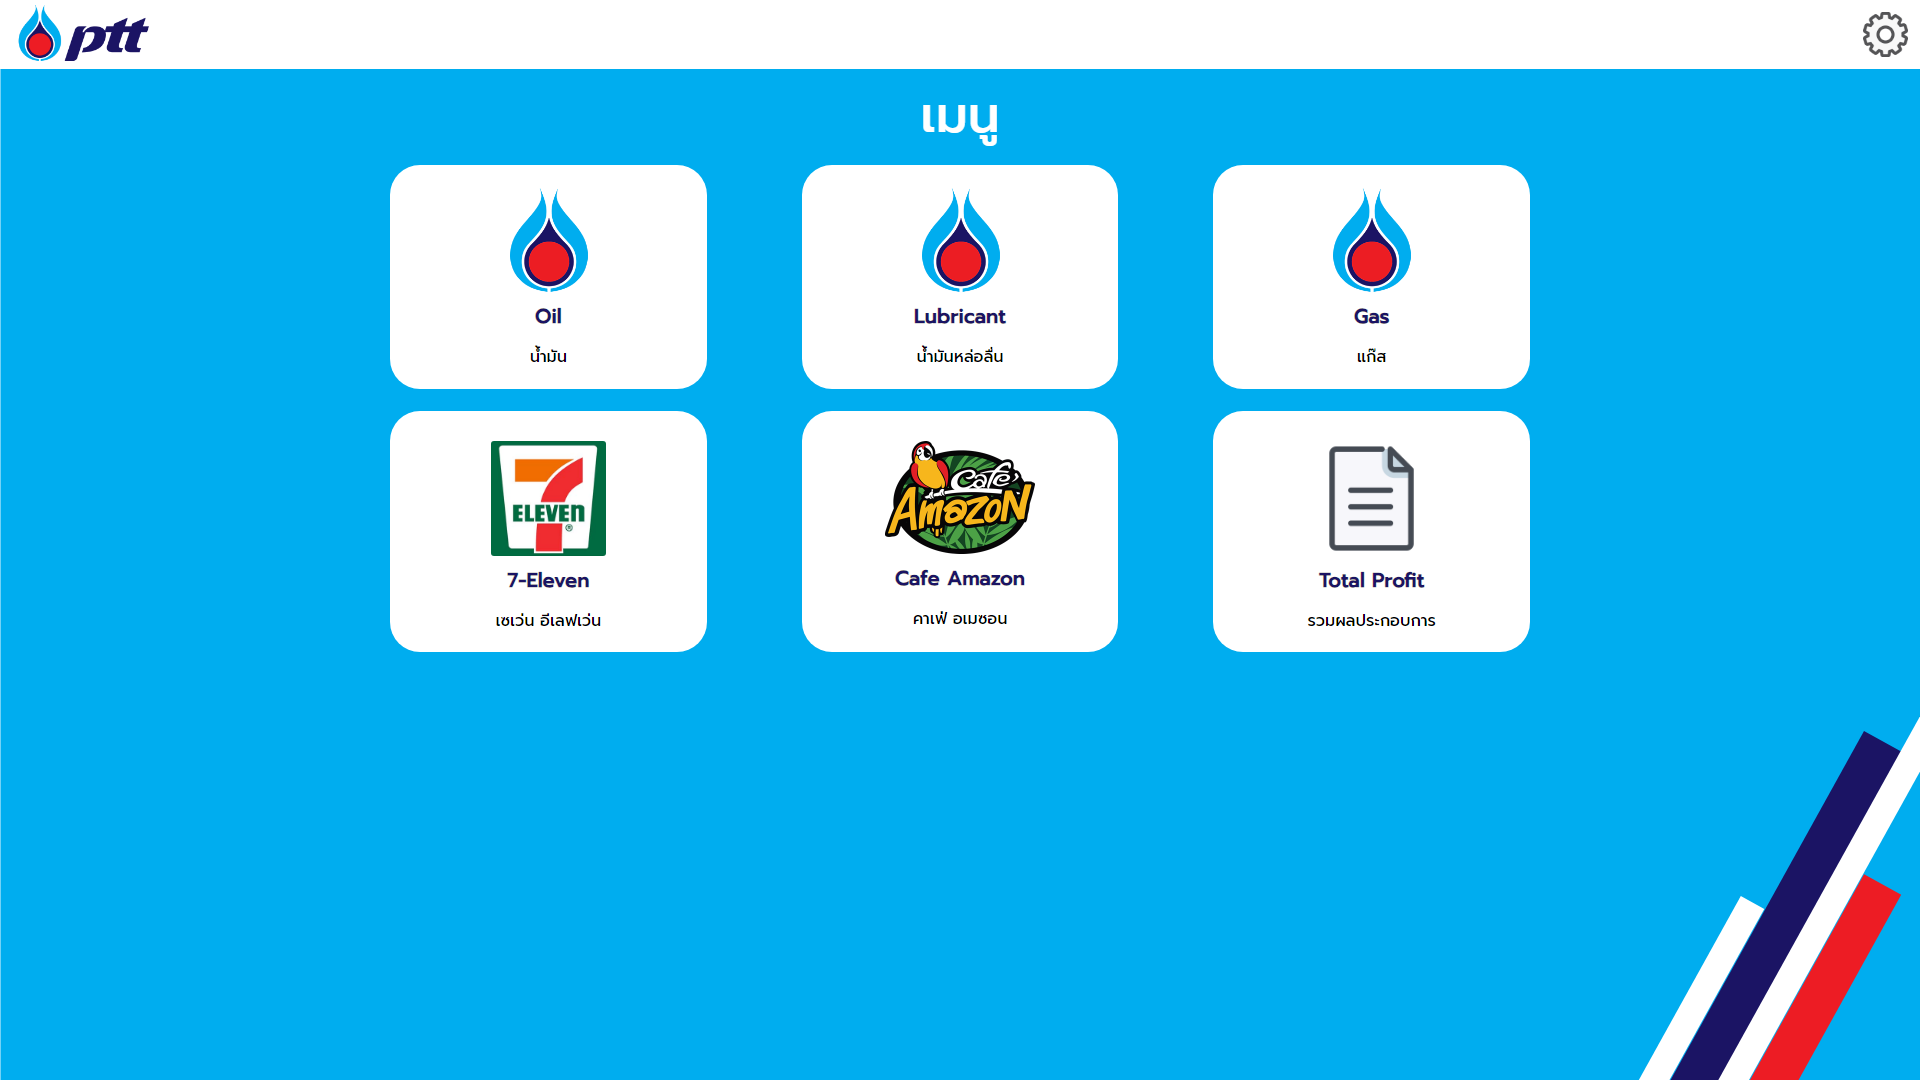 ptt
เมนู
Oil
น้ำมัน
Lubricant
น้ำมันหล่อลื่น
Gas
แก๊ส
7
ELEVEn
®
7-Eleven
เซเว่น อีเลฟเว่น
Café
Amazon
Cafe Amazon
คาเฟ่ อเมซอน
Total Profit
รวมผลประกอบการ